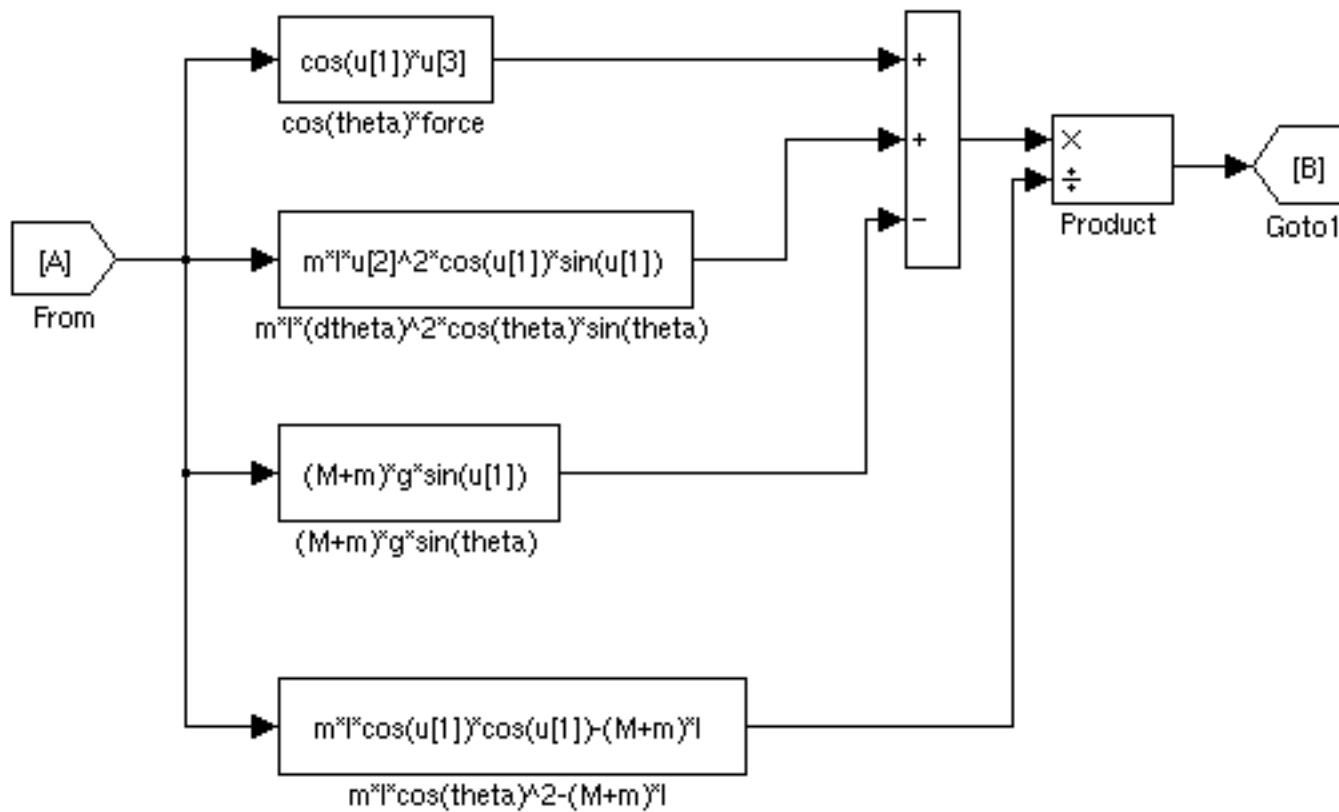 cos(u[1])*u[3]
cos(theta)*force
+
+
−
×
÷
Product
[B]
Goto1
[A]
From
m*l*u[2]^2*cos(u[1])*sin(u[1])
m*l*(dtheta)^2*cos(theta)*sin(theta)
(M+m)*g*sin(u[1])
(M+m)*g*sin(theta)
m*l*cos(u[1])*cos(u[1])-(M+m)*l
m*l*cos(theta)^2-(M+m)*l